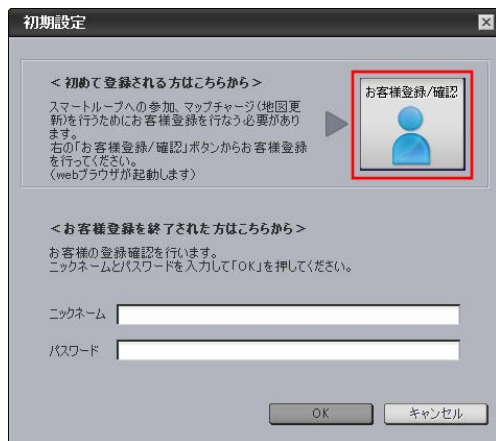 初期設定
＜初めて登録される方はこちらから＞
スマートループへの参加、マップチャージ(地図更
新)を行うためにお客様登録を行なう必要があり
ます。
右の「お客様登録/確認」ボタンからお客様登録
を行ってください。
(webブラウザが起動します)
お客様登録/確認
＜お客様登録を終了された方はこちらから＞
お客様の登録確認を行います。
ニックネームとパスワードを入力して「OK」を押してください。
ニックネーム
パスワード
OK
キャンセル